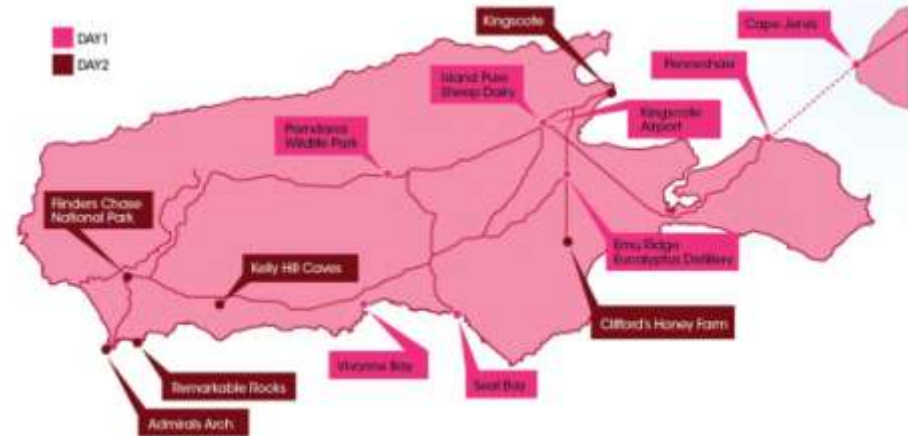 DAY1
DAY2
Kingscote
Cape Jervis
Penneshaw
Island Pure
Sheep Dairy
Kingscote
Airport
Parndana
Wildlife Park
Flinders Chase
National Park
Kelly Hill Caves
Emu Ridge
Eucalyptus Distillery
Clifford's Honey Farm
Vivonne Bay
Seal Bay
Remarkable Rocks
Admirals Arch